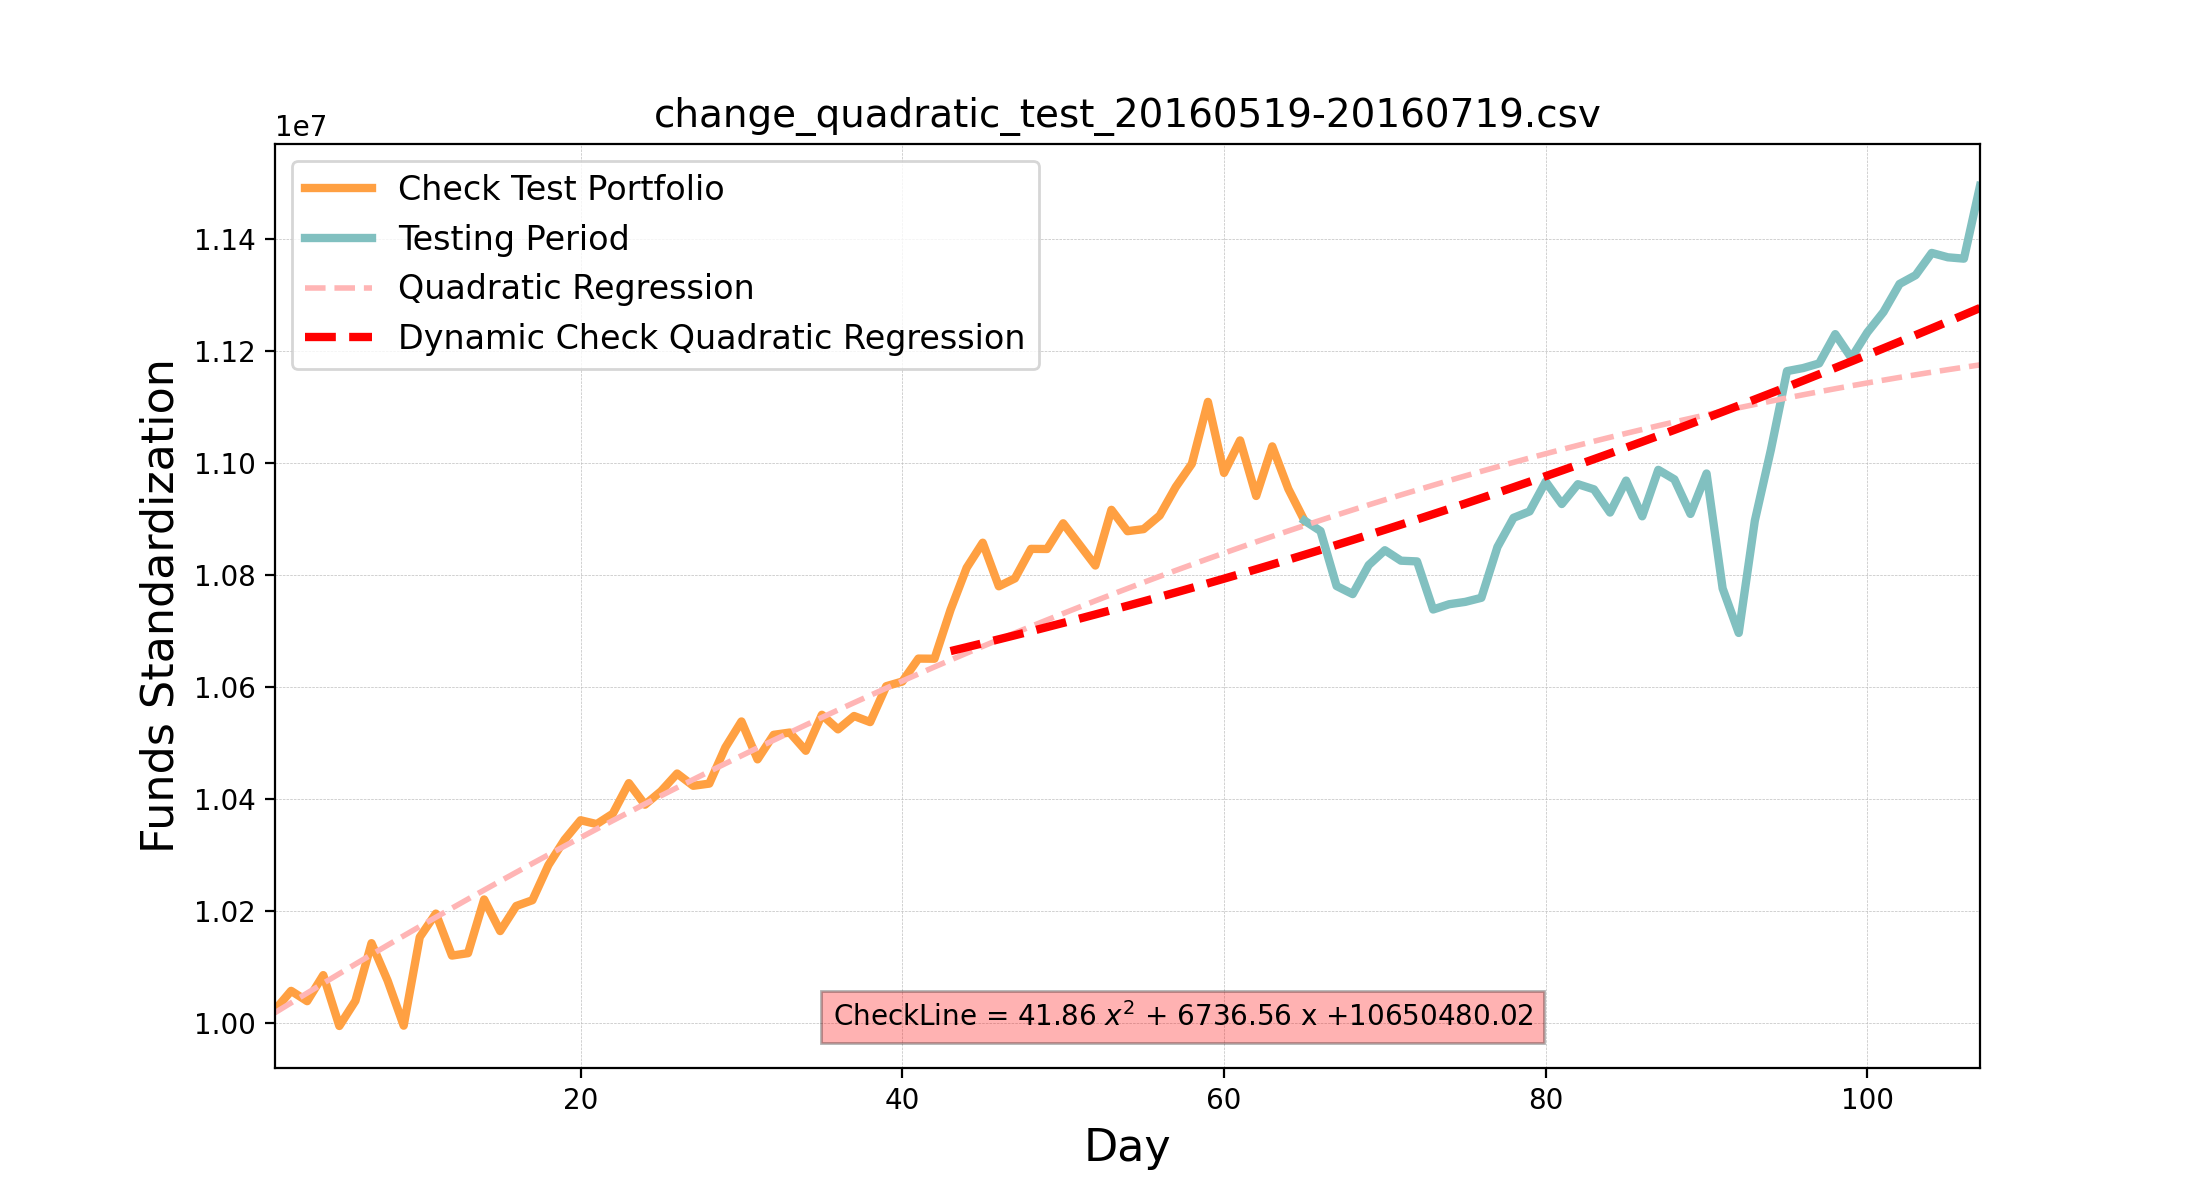 change_quadratic_test_20160519-20160719.csv
1e7
Check Test Portfolio
Testing Period
Quadratic Regression
Dynamic Check Quadratic Regression
1.14
1.12
1.10
1.08
1.06
1.04
1.02
1.00
Funds Standardization
CheckLine = 41.86 x² + 6736.56 x +10650480.02
20 40 60 80 100
Day